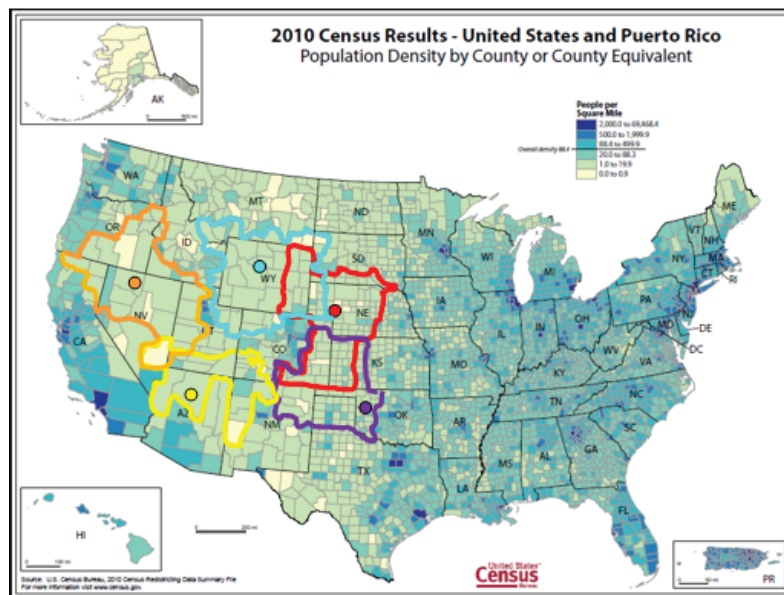 2010 Census Results - United States and Puerto Rico
Population Density by County or County Equivalent
AK
People per
Square Mile
2,000.0 to 69,468.4
500.0 to 1,999.9
88.4 to 499.9
Overall density 88.4
20.0 to 88.3
1.0 to 19.9
0.0 to 0.9
WA
MT
ND
ME
OR
ID
MN
VT
NH
SD
WI
MI
NY
MA
CT
RI
WY
IA
PA
NE
NJ
NV
UT
IL
IN
OH
MD
DE
CA
CO
KS
MO
WV
VA
DC
KY
AZ
NM
OK
TN
NC
AR
SC
MS
AL
GA
TX
LA
FL
HI
200 mi
100 mi
PR
Source: U.S. Census Bureau, 2010 Census Redistricting Data Summary File
For more information visit www.census.gov.
United States
Census
Bureau